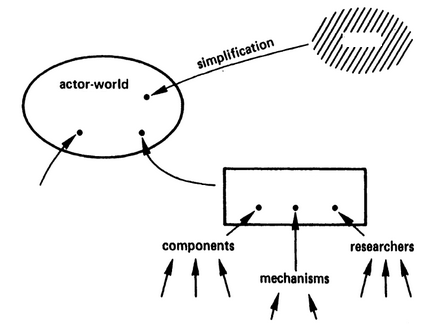 simplification
actor-world
components
researchers
mechanisms